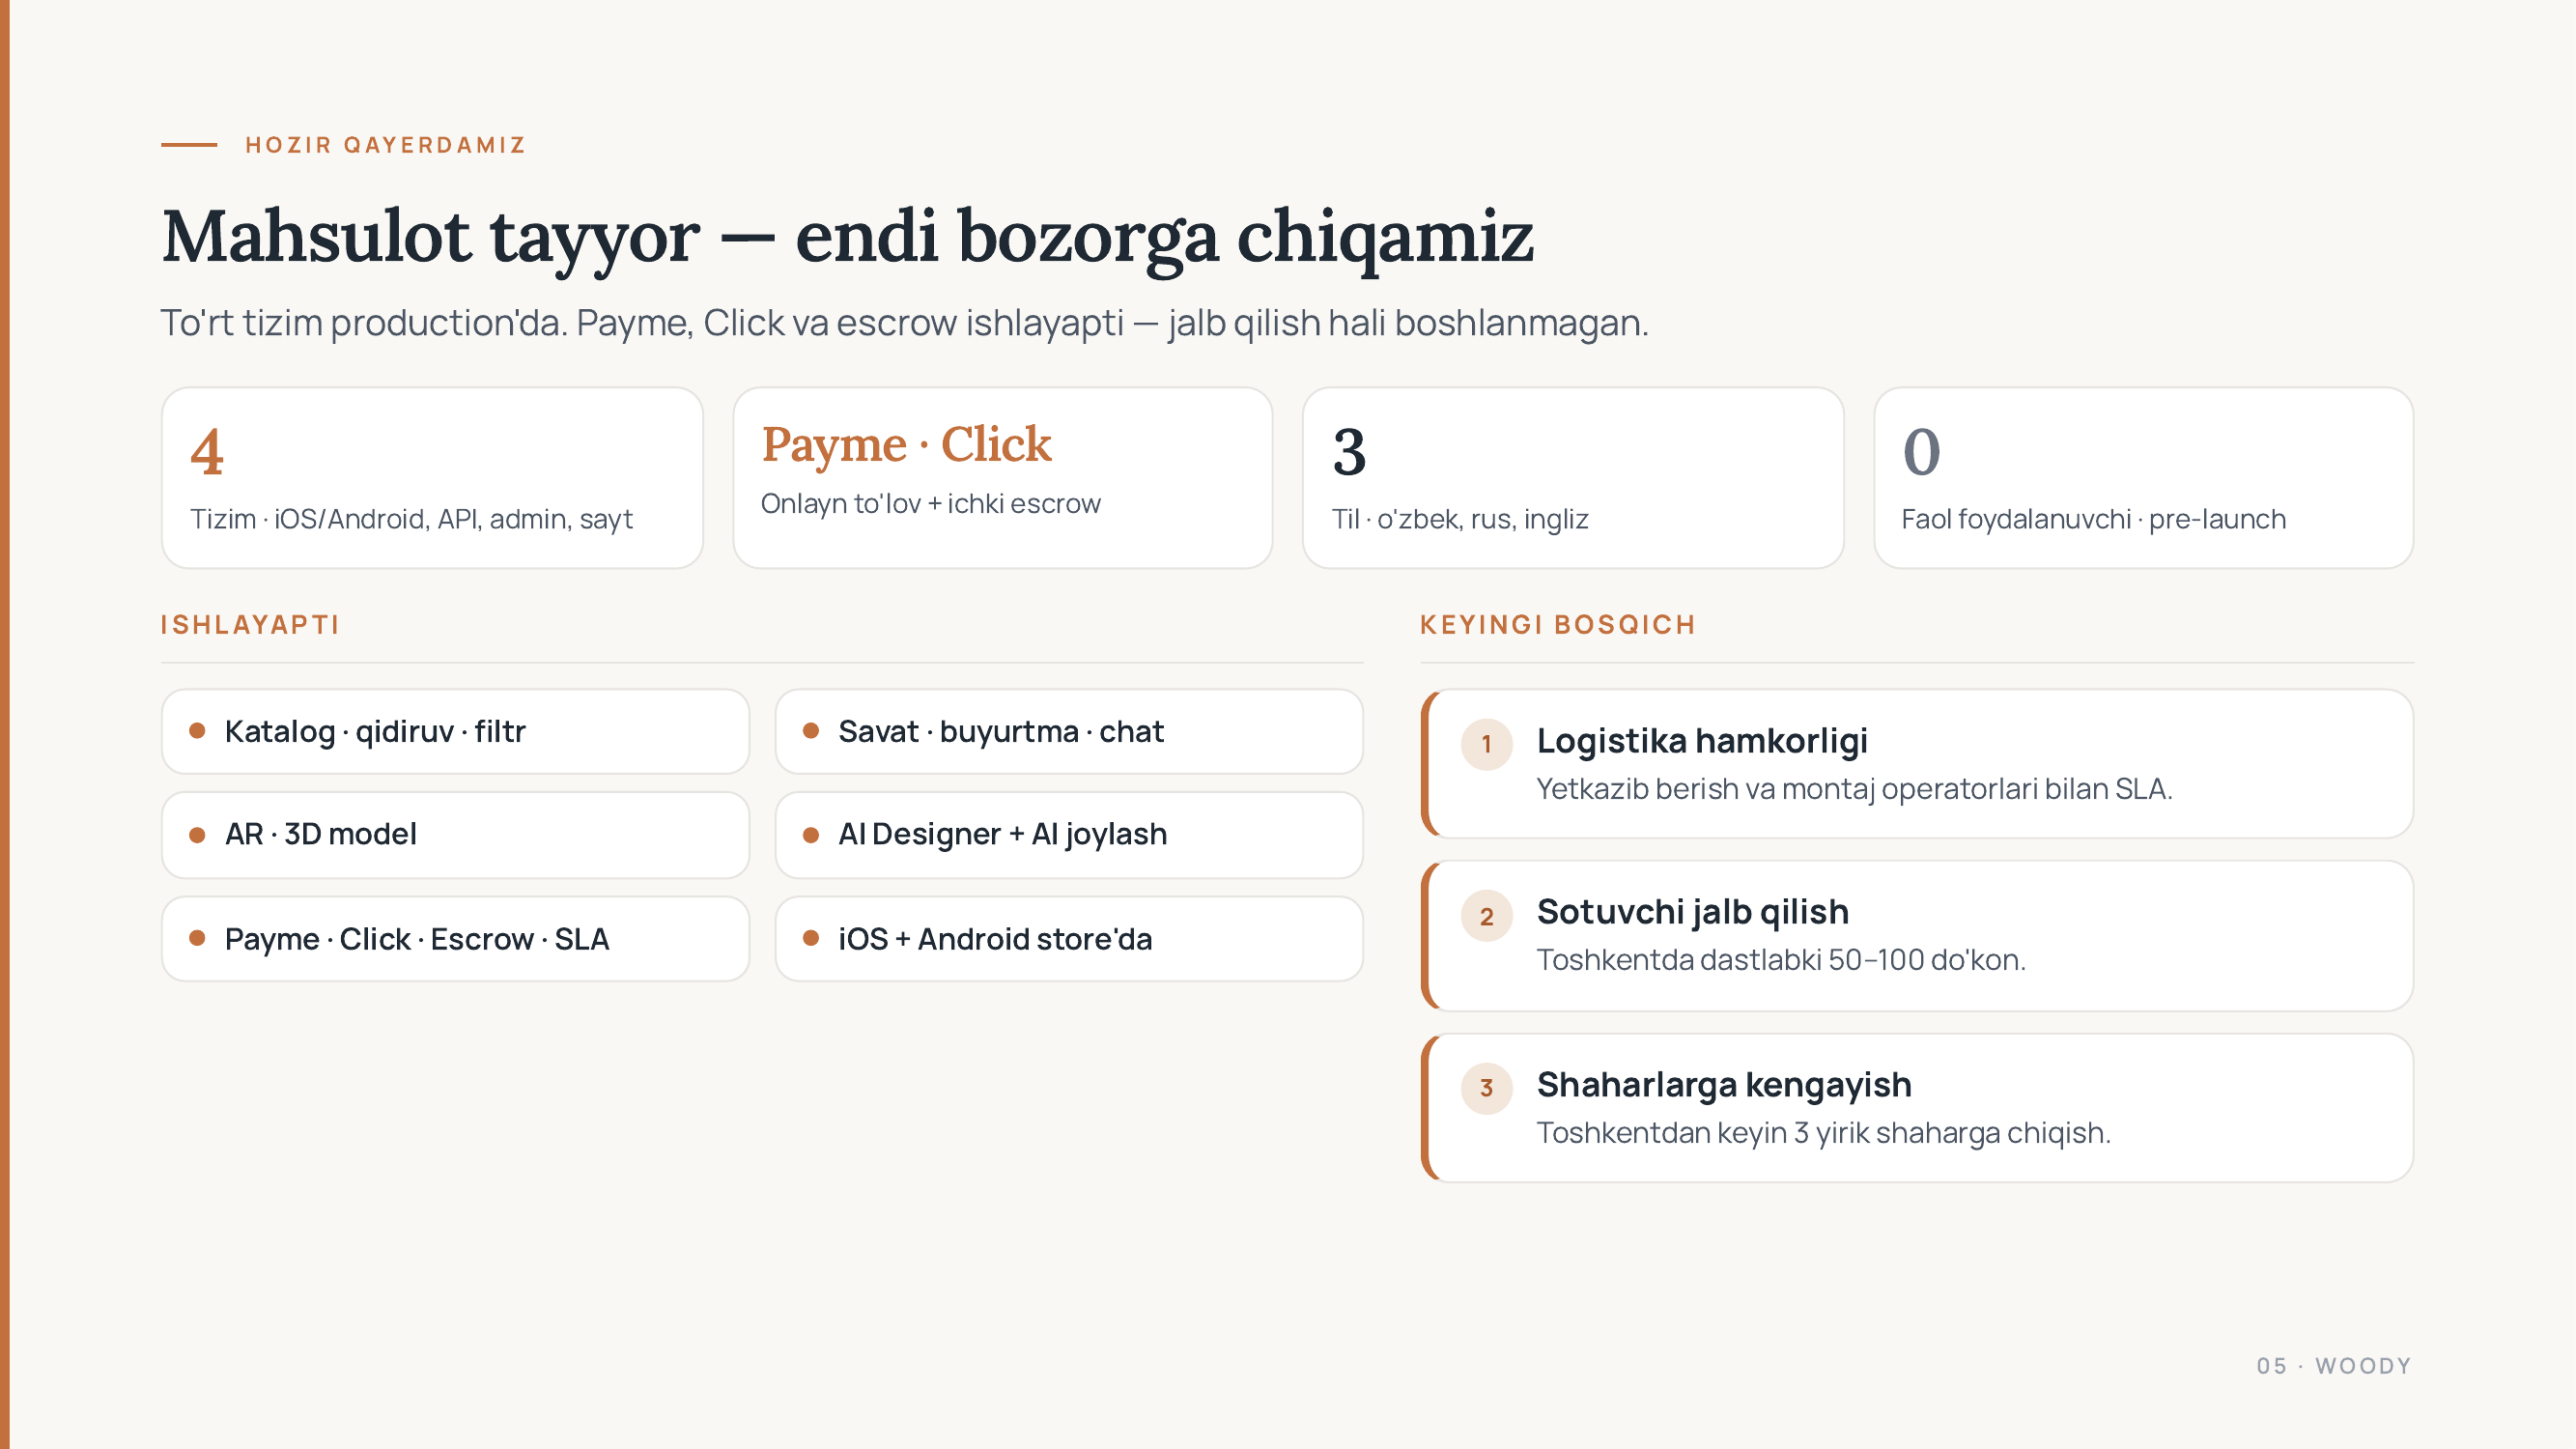 HOZIR QAYERDAMIZ
Mahsulot tayyor — endi bozorga chiqamiz
To'rt tizim production'da. Payme, Click va escrow ishlayapti — jalb qilish hali boshlanmagan.
4
Tizim · iOS/Android, API, admin, sayt
Payme · Click
Onlayn to'lov + ichki escrow
3
Til · o'zbek, rus, ingliz
0
Faol foydalanuvchi · pre-launch
ISHLAYAPTI
Katalog · qidiruv · filtr
Savat · buyurtma · chat
AR · 3D model
AI Designer + AI joylash
Payme · Click · Escrow · SLA
iOS + Android store'da
KEYINGI BOSQICH
1
Logistika hamkorligi
Yetkazib berish va montaj operatorlari bilan SLA.
2
Sotuvchi jalb qilish
Toshkentda dastlabki 50–100 do'kon.
3
Shaharlarga kengayish
Toshkentdan keyin 3 yirik shaharga chiqish.
05 · WOODY